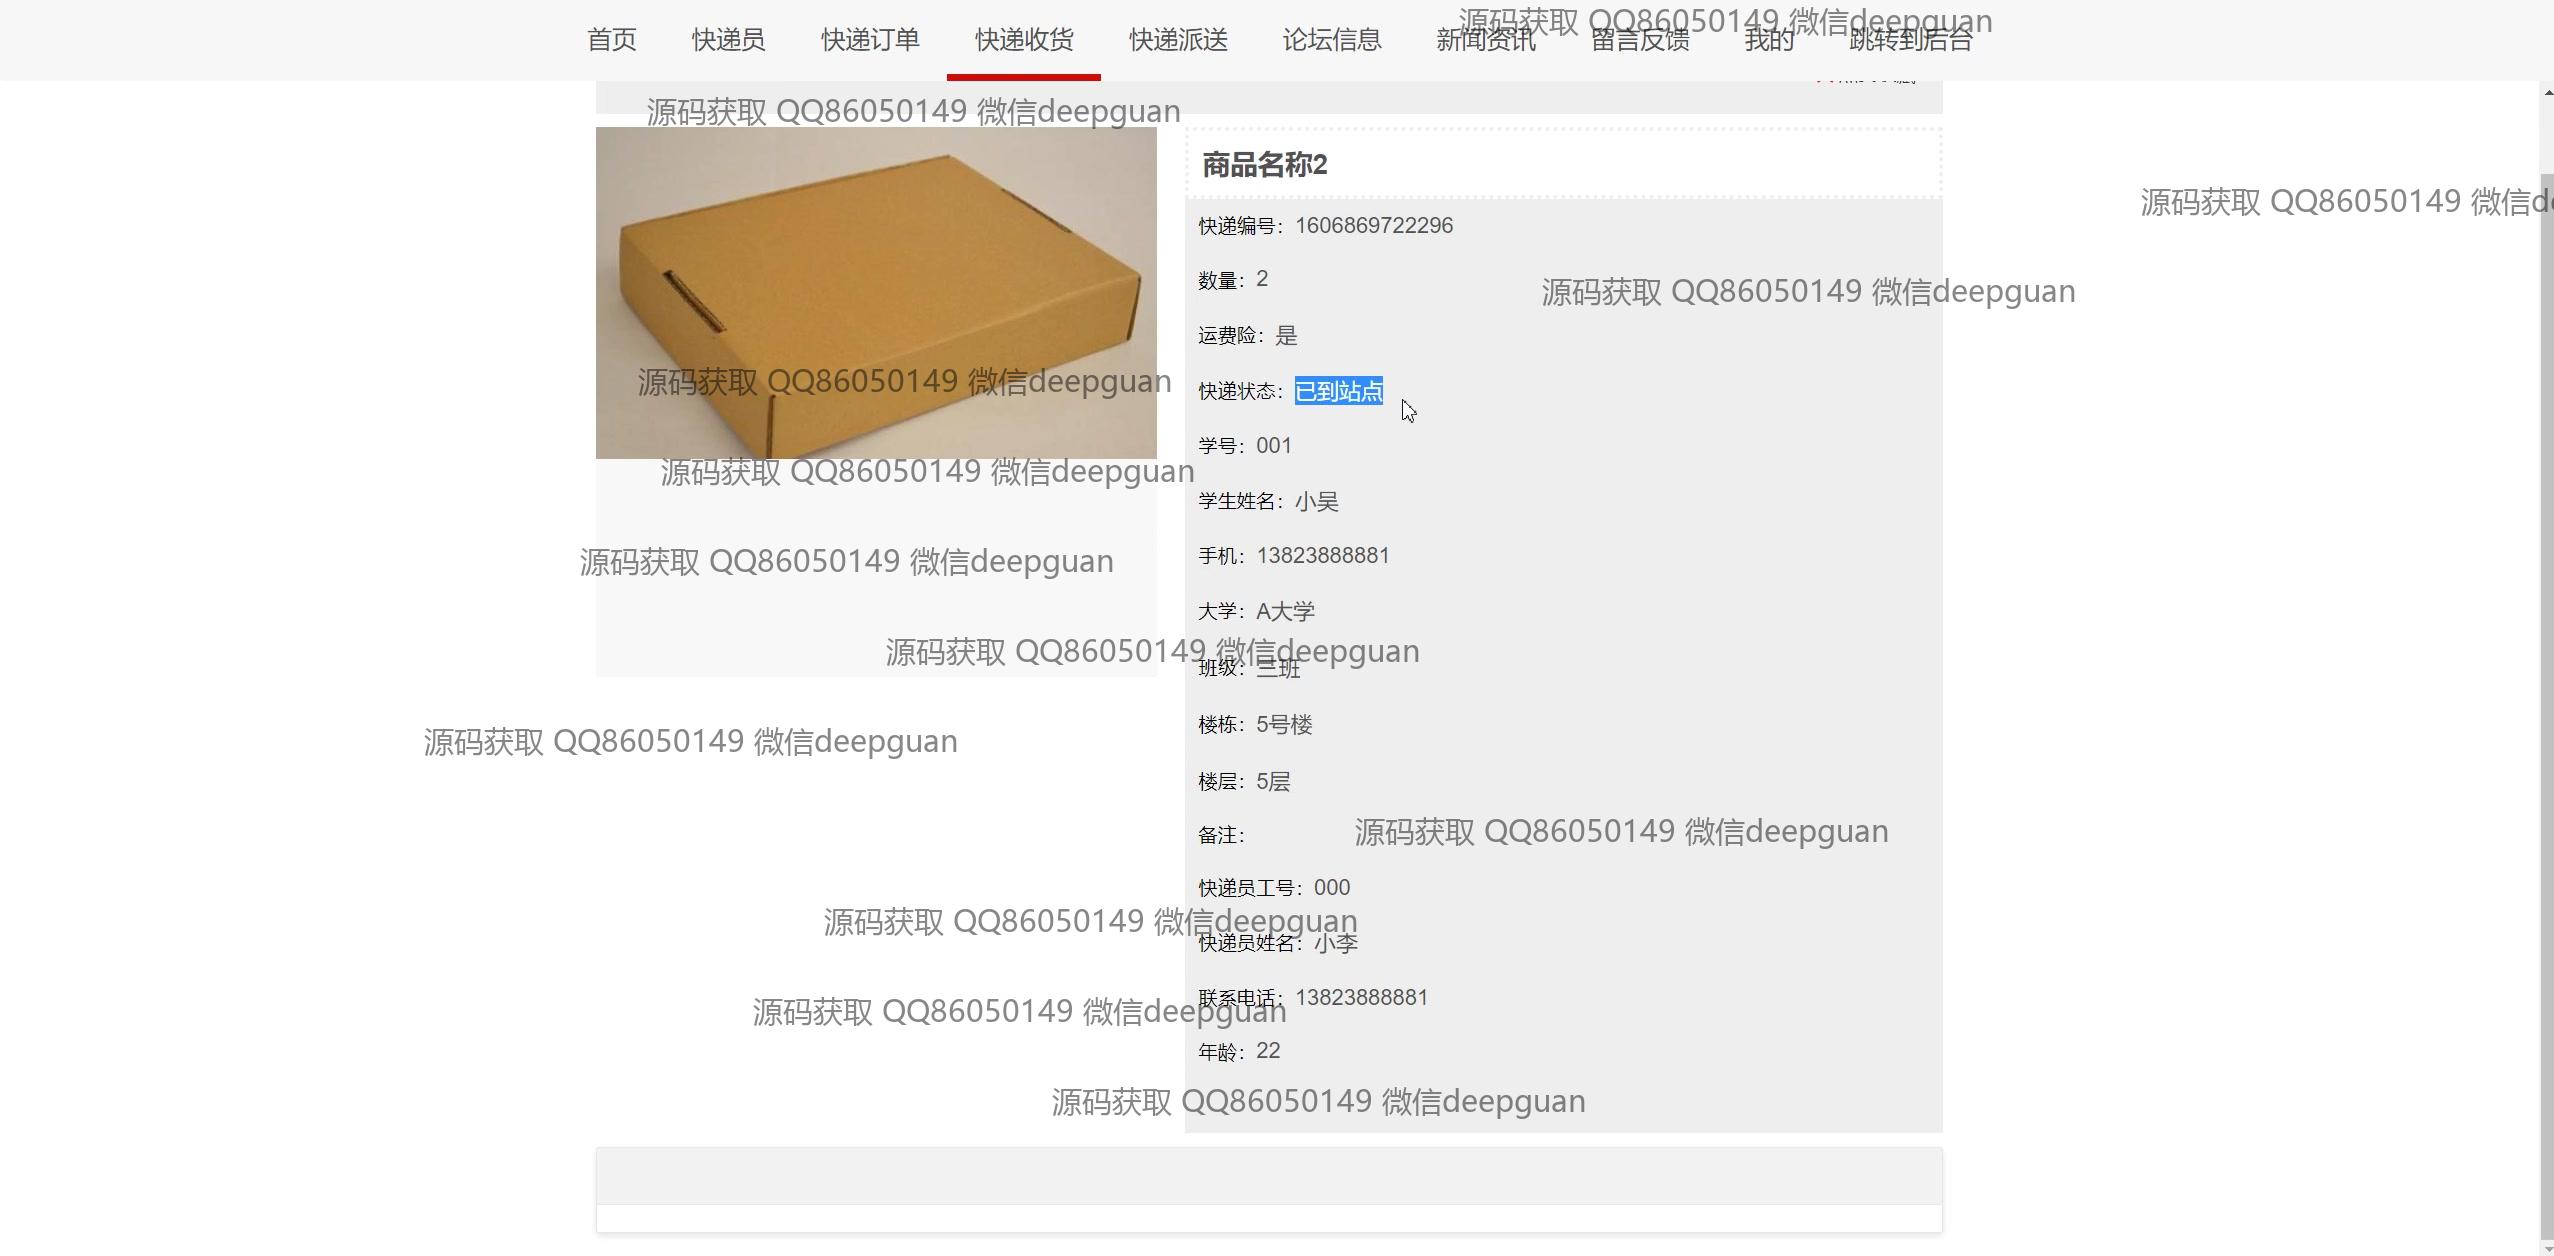 首页 快递员 快递订单 快递收货 快递派送 论坛信息 新闻资讯 留言反馈 我的 跳转到后台
源码获取 QQ86050149 微信deepguan
源码获取 QQ86050149 微信deepguan
商品名称2
源码获取 QQ86050149 微信d
快递编号：1606869722296
数量：2
源码获取 QQ86050149 微信deepguan
运费险：是
源码获取 QQ86050149 微信deepguan
快递状态：已到站点
学号：001
源码获取 QQ86050149 微信deepguan
学生姓名：小吴
手机：13823888881
源码获取 QQ86050149 微信deepguan
大学：A大学
源码获取 QQ86050149 微信deepguan
班级：三班
楼栋：5号楼
源码获取 QQ86050149 微信deepguan
楼层：5层
备注：
源码获取 QQ86050149 微信deepguan
快递员工号：000
源码获取 QQ86050149 微信deepguan
快递员姓名：小李
联系电话：13823888881
源码获取 QQ86050149 微信deepguan
年龄：22
源码获取 QQ86050149 微信deepguan